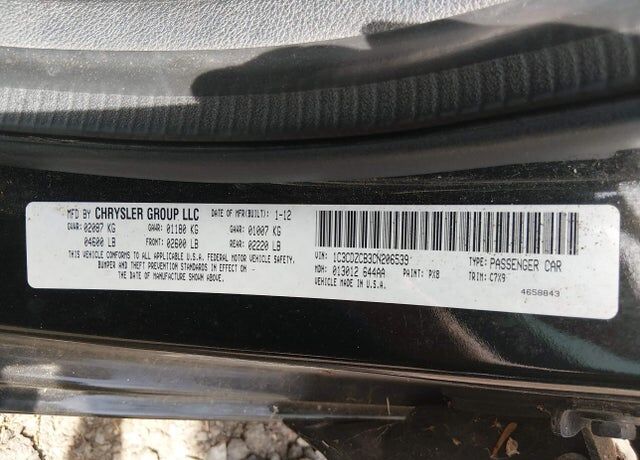 MFD BY CHRYSLER GROUP LLC DATE OF MFR(BUILT): 1-12
GVWR: 02087 KG GAWR: 01180 KG GAWR: 01007 KG
04600 LB FRONT: 02600 LB REAR: 02220 LB
THIS VEHICLE CONFORMS TO ALL APPLICABLE U.S.A. FEDERAL MOTOR VEHICLE SAFETY,
BUMPER AND THEFT PREVENTION STANDARDS IN EFFECT ON
THE DATE OF MANUFACTURE SHOWN ABOVE.
VIN: 1C3CDZCB3CN206539 TYPE: PASSENGER CAR
MDH: 013012 644AA PAINT: PX8 TRIM: C7X9
VEHICLE MADE IN U.S.A.
4658843